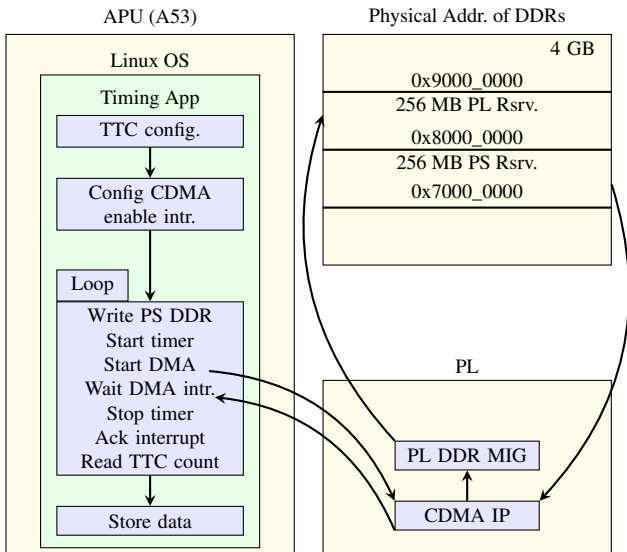 APU (A53)
Linux OS
Timing App
TTC config.
Config CDMA
enable intr.
Loop
Write PS DDR
Start timer
Start DMA
Wait DMA intr.
Stop timer
Ack interrupt
Read TTC count
Store data
Physical Addr. of DDRs
4 GB
0x9000_0000
256 MB PL Rsrv.
0x8000_0000
256 MB PS Rsrv.
0x7000_0000
PL
PL DDR MIG
CDMA IP